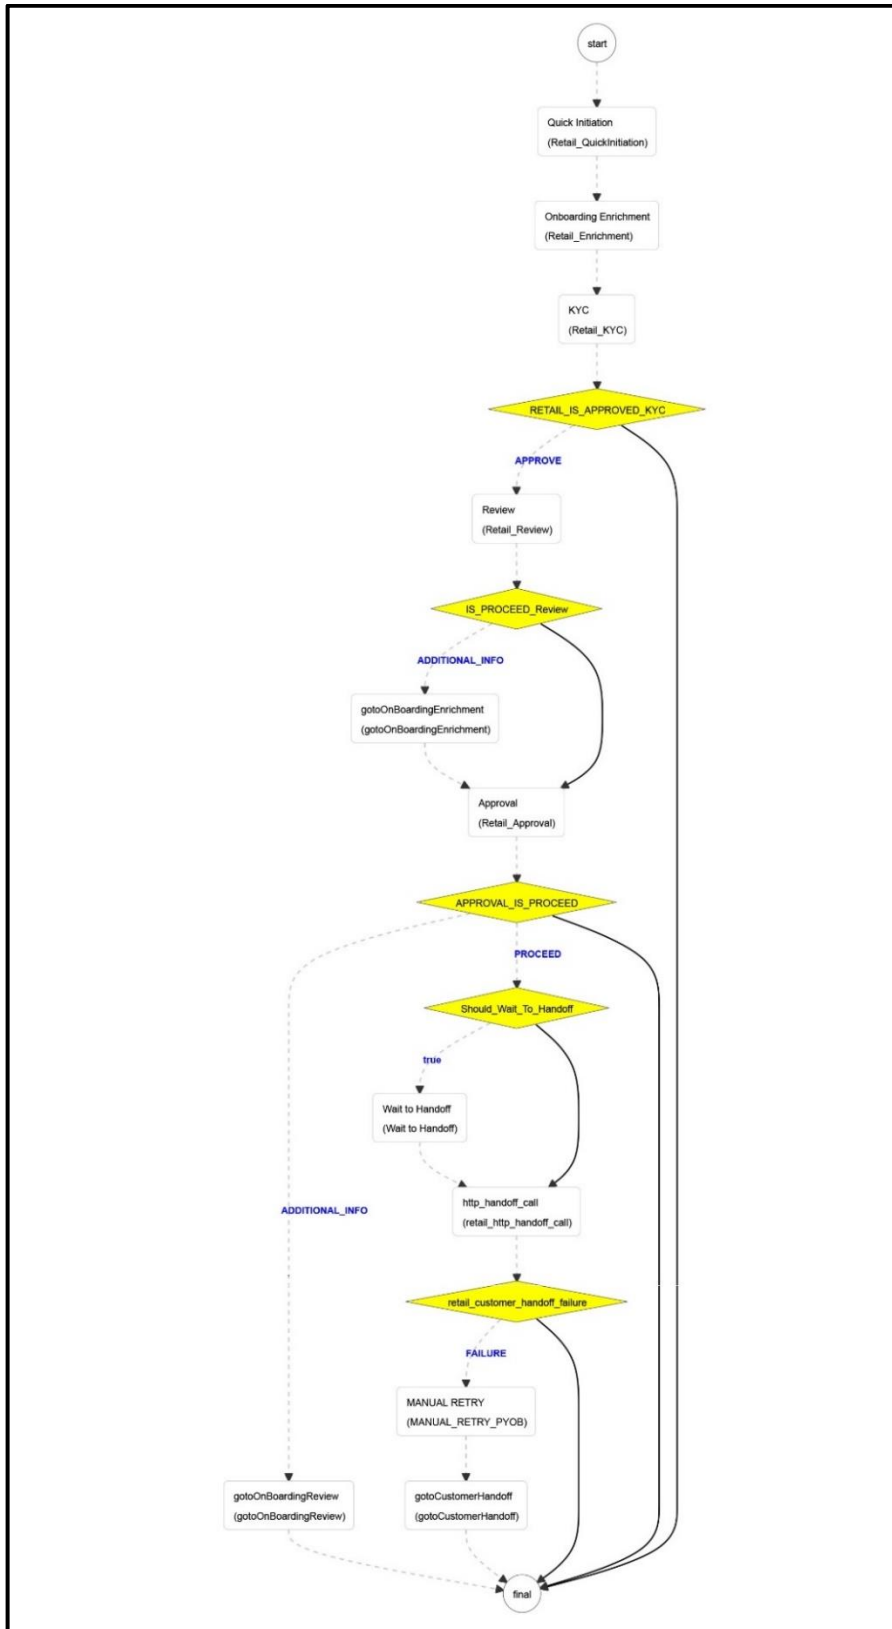 start
Quick Initiation
(Retail_QuickInitiation)
Onboarding Enrichment
(Retail_Enrichment)
KYC
(Retail_KYC)
RETAIL_IS_APPROVED_KYC
APPROVE
Review
(Retail_Review)
IS_PROCEED_Review
ADDITIONAL_INFO
gotoOnBoardingEnrichment
(gotoOnBoardingEnrichment)
Approval
(Retail_Approval)
APPROVAL_IS_PROCEED
PROCEED
Should_Wait_To_Handoff
true
Wait to Handoff
(Wait to Handoff)
http_handoff_call
(retail_http_handoff_call)
ADDITIONAL_INFO
retail_customer_handoff_failure
FAILURE
MANUAL RETRY
(MANUAL_RETRY_PYOB)
gotoOnBoardingReview
(gotoOnBoardingReview)
gotoCustomerHandoff
(gotoCustomerHandoff)
final